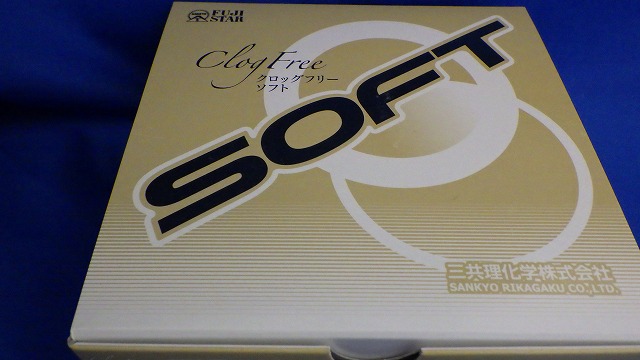 FUJI
STAR
Clog Free
クロッグフリー
ソフト
SOFT
三共理化学株式会社
SANKYO RIKAGAKU CO.,LTD.